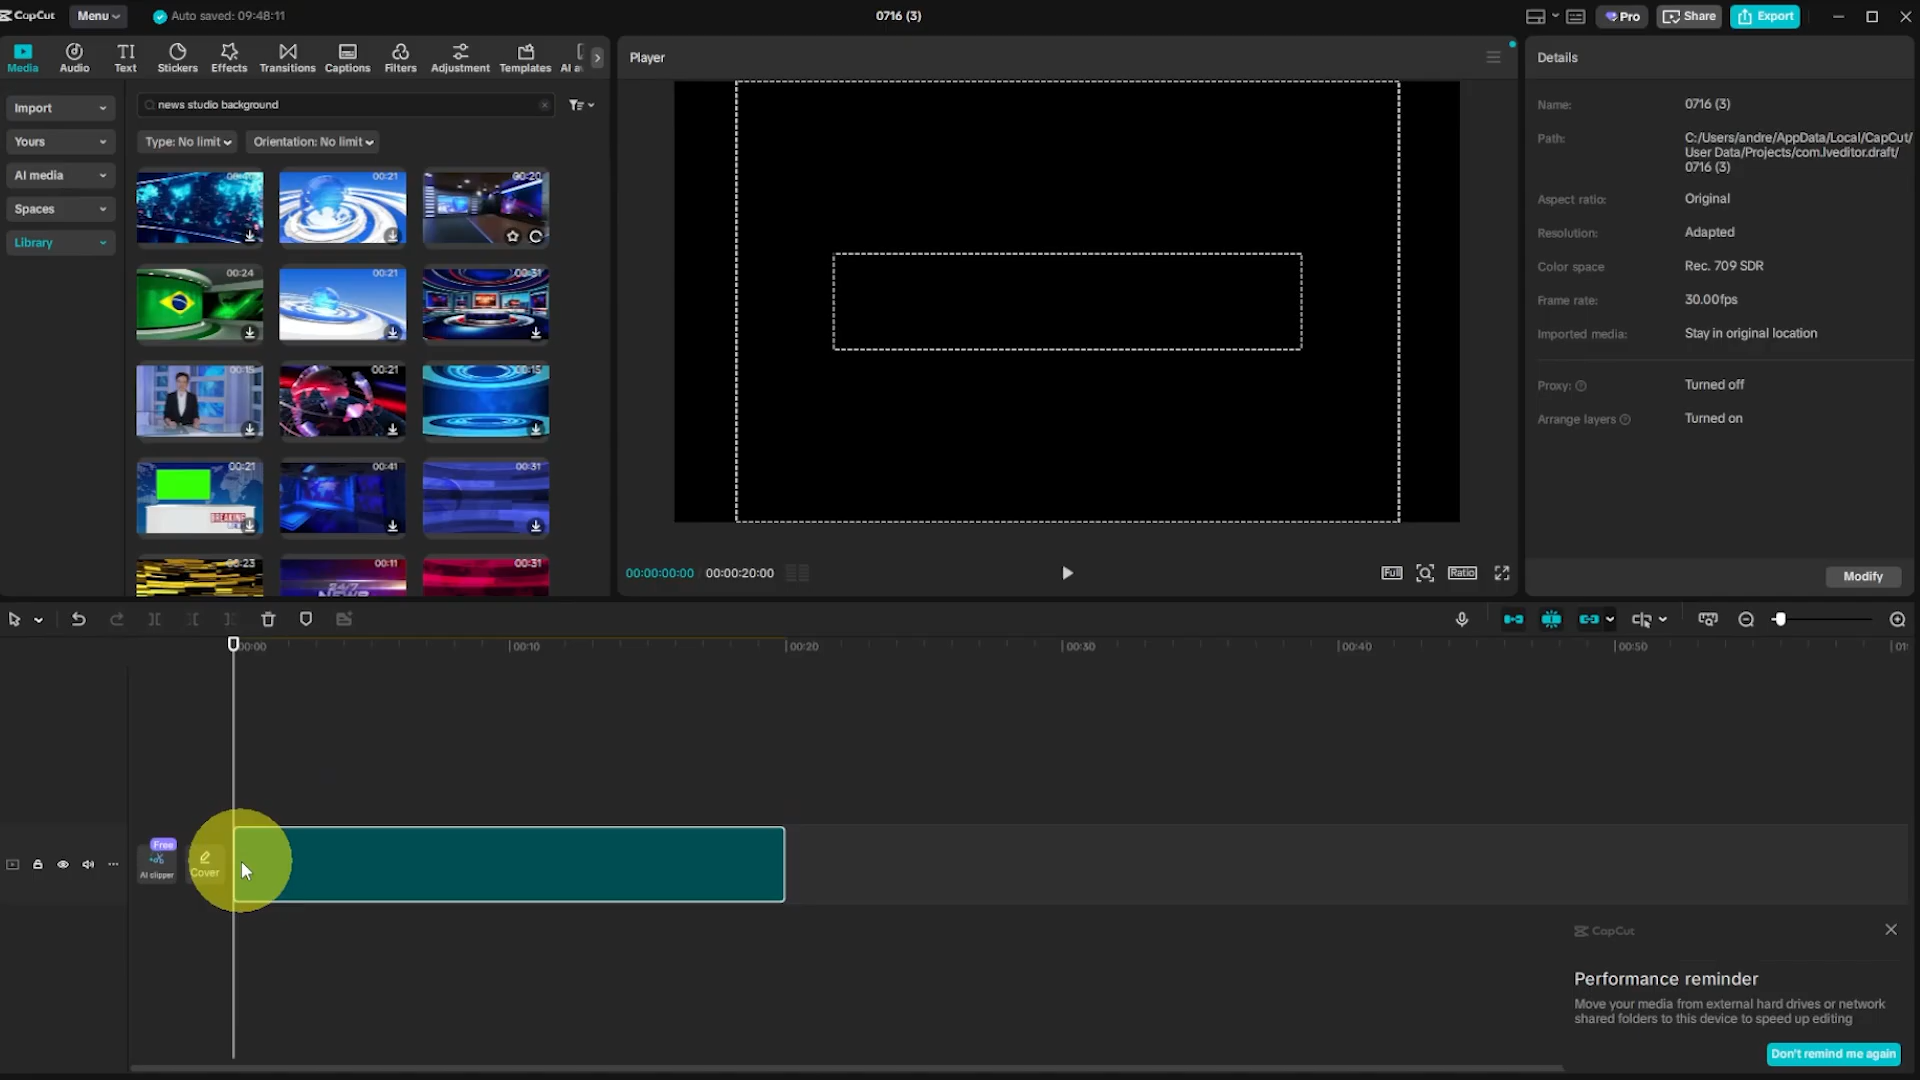 CapCut
Menu
Auto saved: 09:48:11
0716 (3)
Pro
Share
Export
Media
Audio
Text
Stickers
Effects
Transitions
Captions
Filters
Adjustment
Templates
Player
Details
Import
Yours
AI media
Spaces
Library
news studio background
Type: No limit
Orientation: No limit
00:21
00:20
00:24
00:21
00:31
00:15
00:21
00:15
BREAKING
00:21
00:41
00:31
00:23
24/7
NEWS
00:11
00:31
Name:
0716 (3)
Path:
C:/Users/andre/AppData/Local/CapCut/
User Data/Projects/com.lveditor.draft/
0716 (3)
Aspect ratio:
Original
Resolution:
Adapted
Color space
Rec. 709 SDR
Frame rate:
30.00fps
Imported media:
Stay in original location
Proxy:
Turned off
Arrange layers
Turned on
Modify
00:00:00:00
00:00:20:00
Full
Ratio
00:00
00:10
00:20
00:30
00:40
00:50
Free
AI clipper
Cover
CapCut
Performance reminder
Move your media from external hard drives or network
shared folders to this device to speed up editing
Don't remind me again